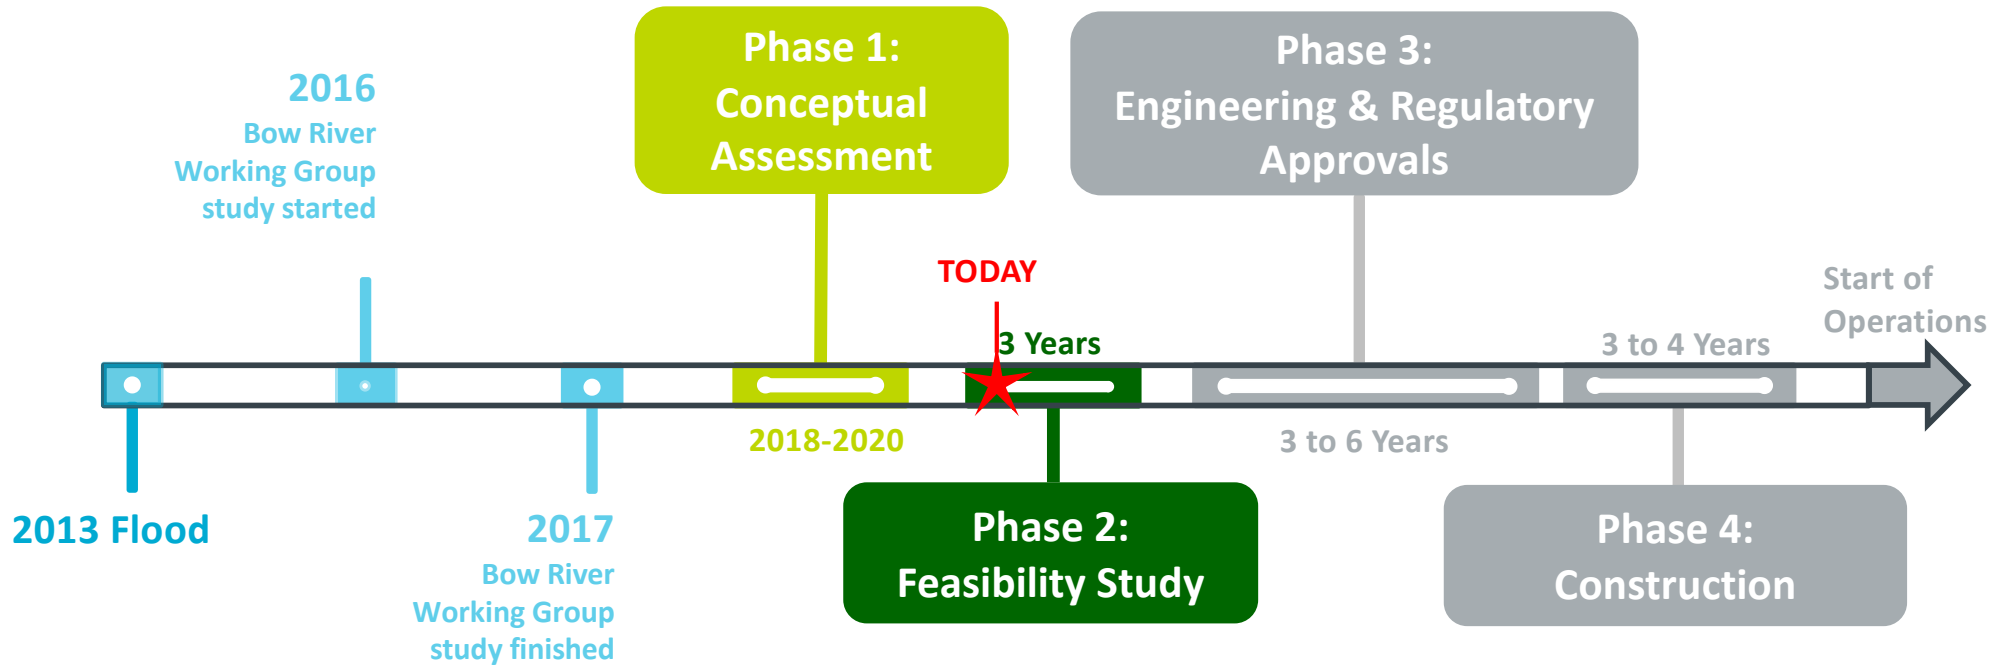 2013 Flood
2016
Bow River
Working Group
study started
2017
Bow River
Working Group
study finished
Phase 1:
Conceptual
Assessment
2018-2020
TODAY
3 Years
Phase 2:
Feasibility Study
Phase 3:
Engineering & Regulatory
Approvals
3 to 6 Years
3 to 4 Years
Phase 4:
Construction
Start of
Operations